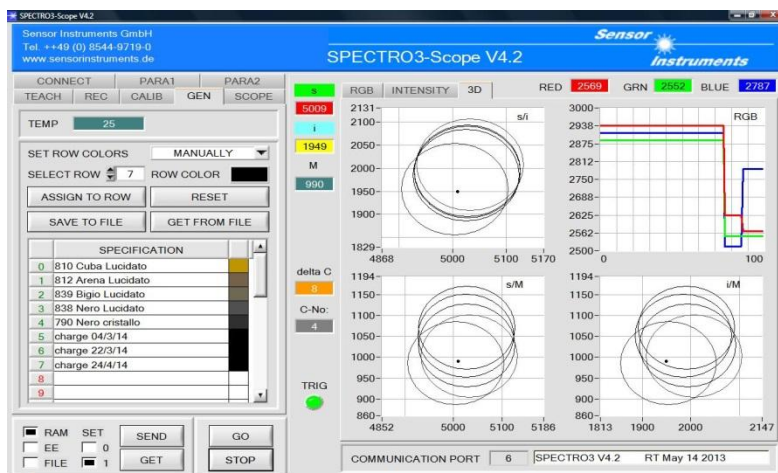 SPECTRO3-Scope V4.2
Sensor Instruments GmbH
Tel. ++49 (0) 8544-9719-0
www.sensorinstruments.de
SPECTRO3-Scope V4.2
Sensor
Instruments
CONNECT PARA1 PARA2
TEACH REC CALIB GEN SCOPE
TEMP 25
SET ROW COLORS MANUALLY
SELECT ROW 7 ROW COLOR
ASSIGN TO ROW RESET
SAVE TO FILE GET FROM FILE
SPECIFICATION
0 810 Cuba Lucidato
1 812 Arena Lucidato
2 839 Bigio Lucidato
3 838 Nero Lucidato
4 790 Nero cristallo
5 charge 04/3/14
6 charge 22/3/14
7 charge 24/4/14
8
9
RAM SET
EE 0
FILE 1
SEND GO
GET STOP
s
5009
i
1949
M
990
delta C
8
C-No:
4
TRIG
RGB INTENSITY 3D
RED 2569 GRN 2552 BLUE 2787
s/i
2131-
2100-
2050-
2000-
1950-
1900-
1829-
4868 5000 5100 5170
RGB
3000-
2938-
2875-
2812-
2750-
2688-
2625-
2562-
2500-
0 100
s/M
1194-
1150-
1100-
1050-
1000-
950-
900-
860-
4852 5000 5100 5186
i/M
1194-
1150-
1100-
1050-
1000-
950-
900-
860-
1813 1900 2000 2147
COMMUNICATION PORT 6 SPECTRO3 V4.2 RT May 14 2013